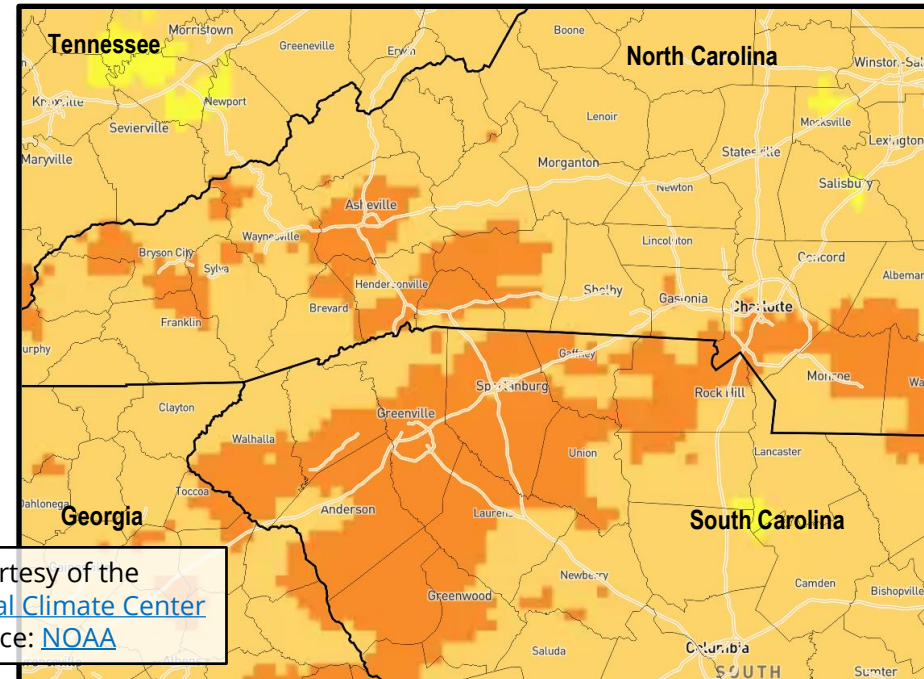 Tennessee
Morristown
Greeneville
Erwin
Boone
North Carolina
Winston-Sal
Knoxville
Newport
Sevierville
Maryville
Lenoir
Mocksville
Lexington
Statesville
Morganton
Newton
Salisbury
Asheville
Waynesville
Bryson City
Sylva
Lincolnton
Concord
Albemar
Hendersonville
Shelby
Gastonia
Brevard
Charlotte
Franklin
urphy
Gaffney
Spartanburg
Rock Hill
Monroe
Wa
Clayton
Greenville
Walhalla
Union
Lancaster
Toccoa
Dahlonega
Anderson
Laurens
Georgia
South Carolina
rtesy of the
al Climate Center
ce: NOAA
Newberry
Camden
Bishopville
Greenwood
Saluda
Columbia
SOUTH
Sumter